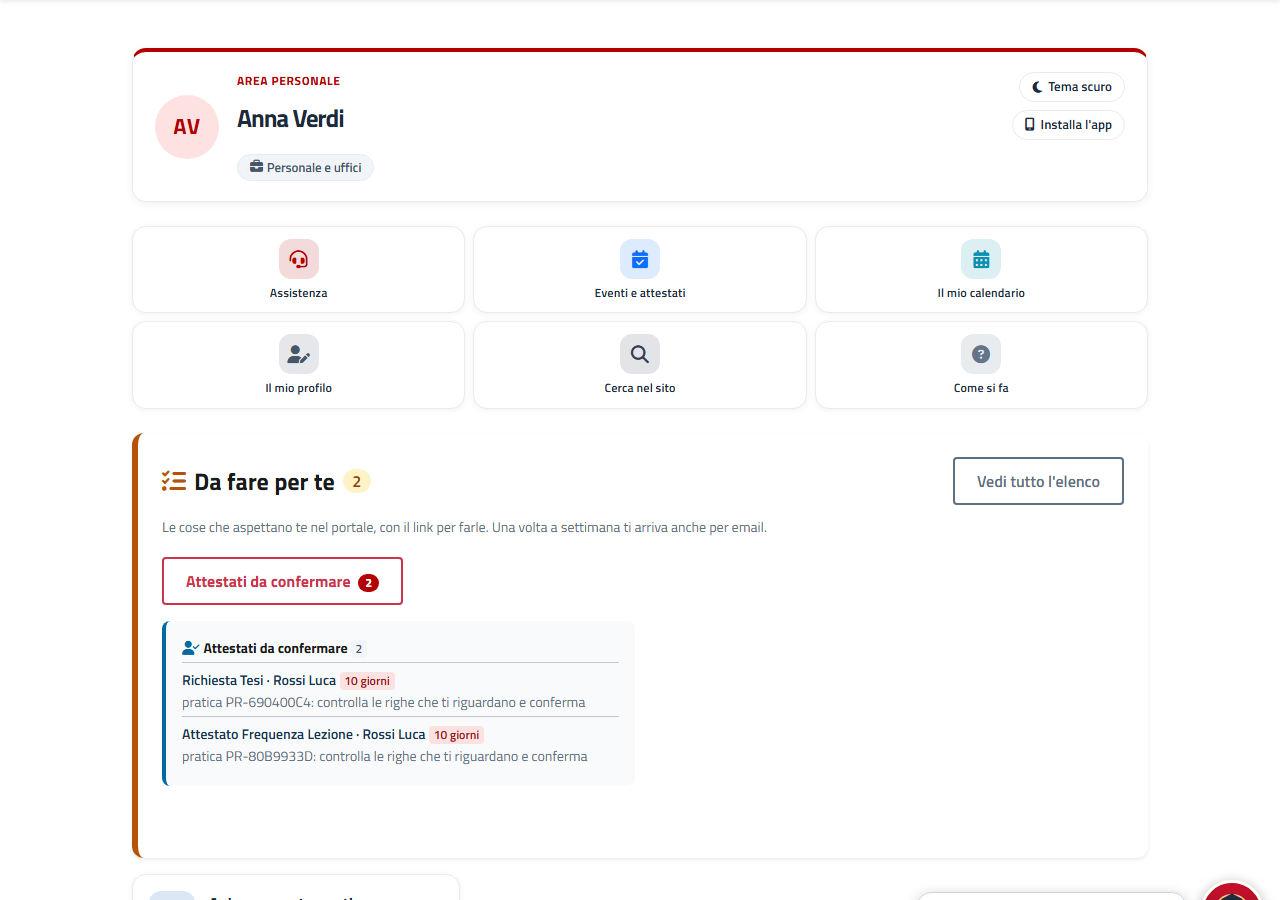 AREA PERSONALE
AV
Anna Verdi
Personale e uffici
Tema scuro
Installa l'app
Assistenza
Eventi e attestati
Il mio calendario
Il mio profilo
Cerca nel sito
Come si fa
Da fare per te 2
Vedi tutto l'elenco
Le cose che aspettano te nel portale, con il link per farle. Una volta a settimana ti arriva anche per email.
Attestati da confermare 2
Attestati da confermare 2
Richiesta Tesi · Rossi Luca 10 giorni
pratica PR-690400C4: controlla le righe che ti riguardano e conferma
Attestato Frequenza Lezione · Rossi Luca 10 giorni
pratica PR-80B9933D: controlla le righe che ti riguardano e conferma